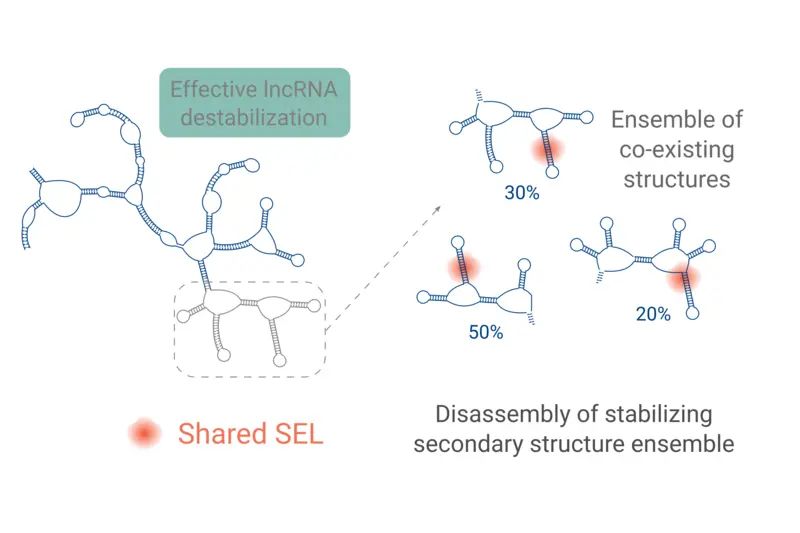 Effective lncRNA
destabilization
30%
Ensemble of
co-existing
structures
50%
20%
Shared SEL
Disassembly of stabilizing
secondary structure ensemble